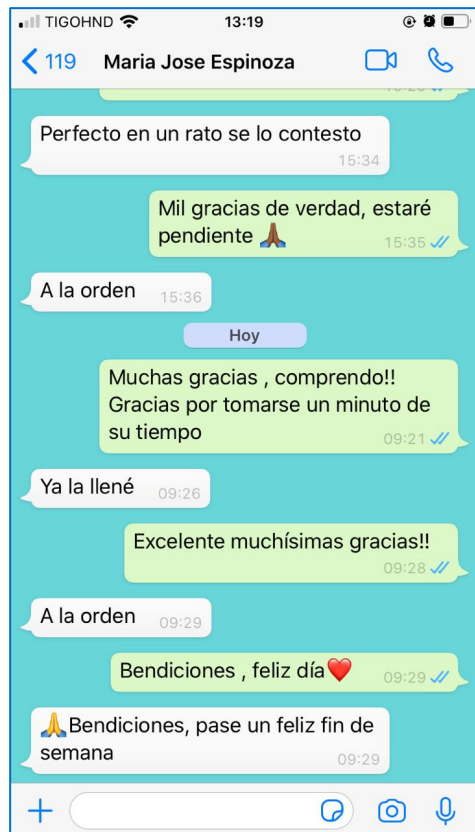 TIGOHND 13:19
119 Maria Jose Espinoza
Perfecto en un rato se lo contesto
15:34
Mil gracias de verdad, estaré
pendiente 🙏🏾 15:35
A la orden 15:36
Hoy
Muchas gracias , comprendo!!
Gracias por tomarse un minuto de
su tiempo 09:21
Ya la llené 09:26
Excelente muchísimas gracias!!
09:28
A la orden 09:29
Bendiciones , feliz día❤️ 09:29
🙏Bendiciones, pase un feliz fin de
semana 09:29